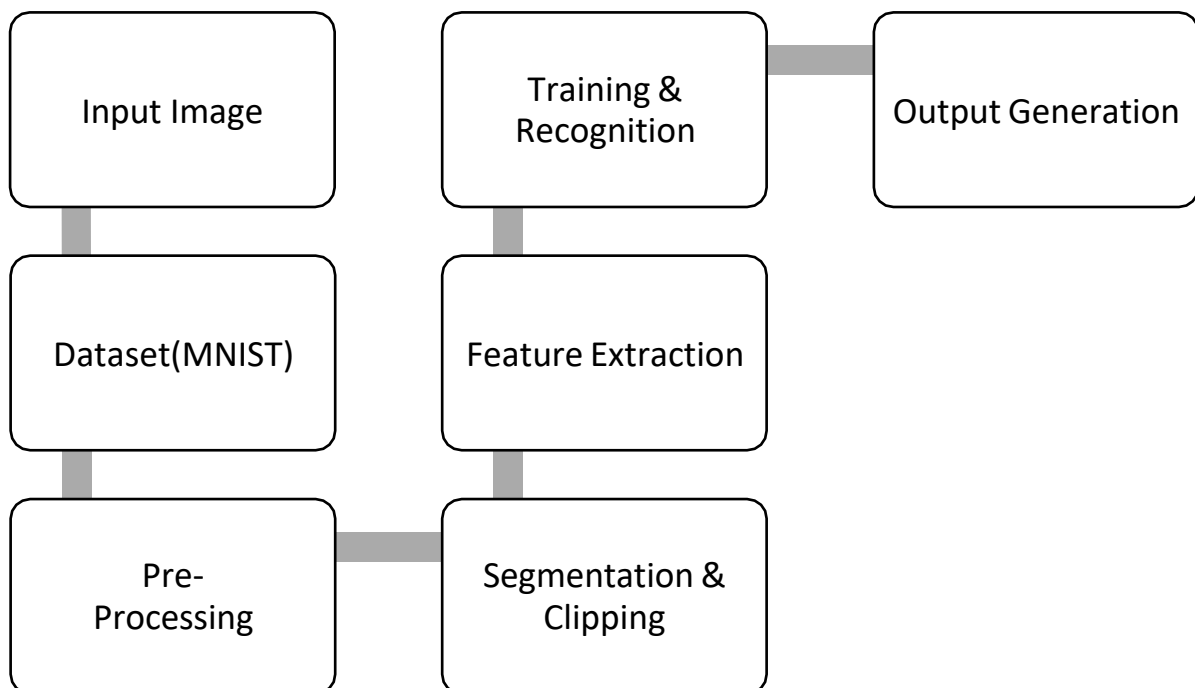 Input Image
Dataset(MNIST)
Pre-
Processing
Segmentation &
Clipping
Feature Extraction
Training &
Recognition
Output Generation